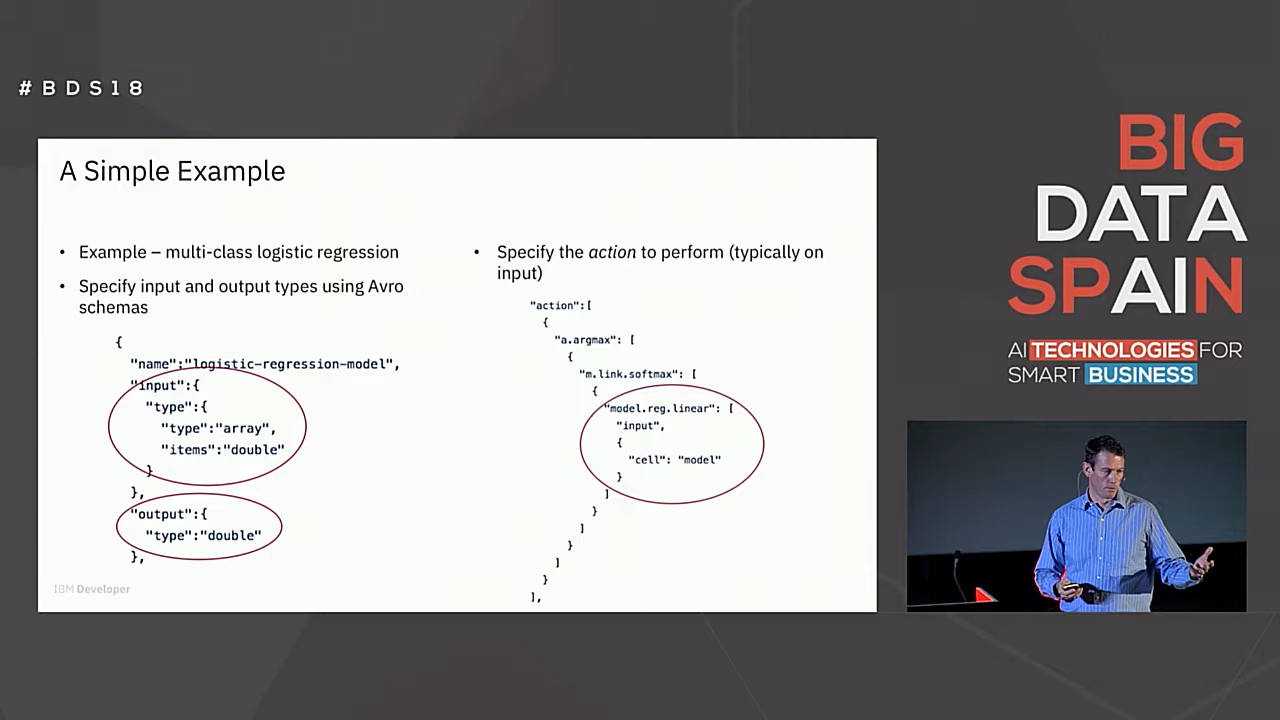 #BDS18
A Simple Example
• Example – multi-class logistic regression
• Specify input and output types using Avro
schemas
{
"name":"logistic-regression-model",
"input":{
"type":{
"type":"array",
"items":"double"
}
},
"output":{
"type":"double"
},
• Specify the action to perform (typically on
input)
"action":[
{
"a.argmax": [
{
"m.link.softmax": [
{
"model.reg.linear": [
"input",
{
"cell": "model"
}
]
}
]
}
]
}
],
IBM Developer
BIG
DATA
SPAIN
AI TECHNOLOGIES FOR
SMART BUSINESS